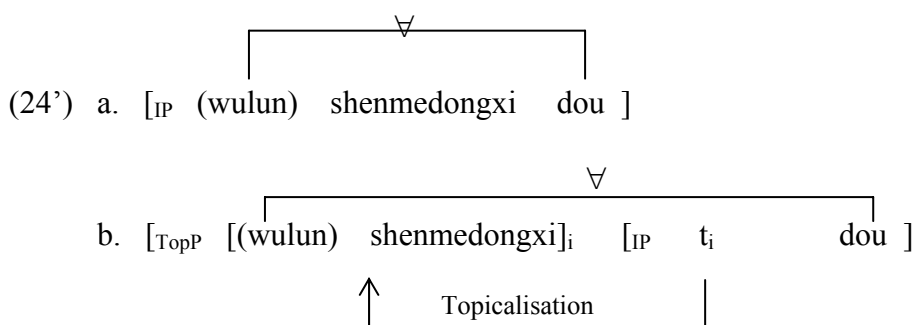 ∀
(24’) a. [IP (wulun) shenmedongxi dou ]
∀
b. [TopP [(wulun) shenmedongxi]i [IP ti dou ]
Topicalisation